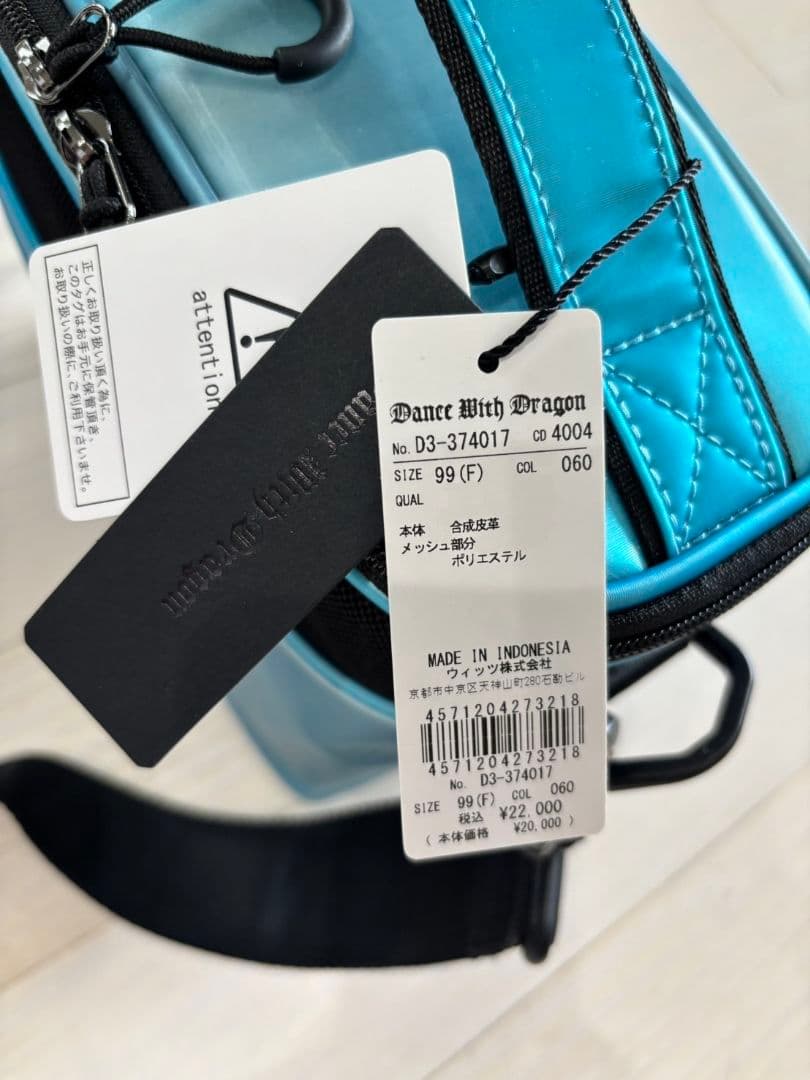 正しくお取り扱い頂く為に、
このタグはお手元に保管頂き、
お取り扱いの際に、ご利用下さいませ。
attention
Dance With Dragon
Dance With Dragon
No. D3-374017 CD 4004
SIZE 99(F) COL 060
QUAL
本体 合成皮革
メッシュ部分
ポリエステル
MADE IN INDONESIA
ウィッツ株式会社
京都市中京区天神山町280石勘ビル
4571204273218
4571204273218
No. D3-374017
SIZE 99(F) COL 060
税込 ¥22,000
( 本体価格 ¥20,000 )